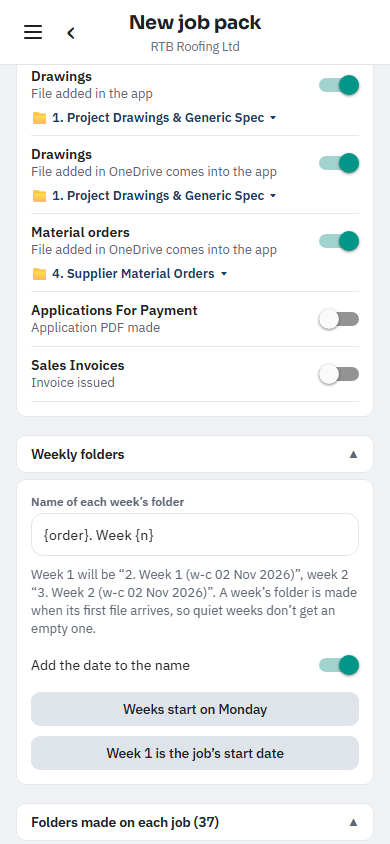 New job pack
RTB Roofing Ltd
Drawings
File added in the app
1. Project Drawings & Generic Spec
Drawings
File added in OneDrive comes into the app
1. Project Drawings & Generic Spec
Material orders
File added in OneDrive comes into the app
4. Supplier Material Orders
Applications For Payment
Application PDF made
Sales Invoices
Invoice issued
Weekly folders
Name of each week’s folder
{order}. Week {n}
Week 1 will be “2. Week 1 (w-c 02 Nov 2026)”, week 2
“3. Week 2 (w-c 02 Nov 2026)”. A week’s folder is made
when its first file arrives, so quiet weeks don’t get an
empty one.
Add the date to the name
Weeks start on Monday
Week 1 is the job’s start date
Folders made on each job (37)